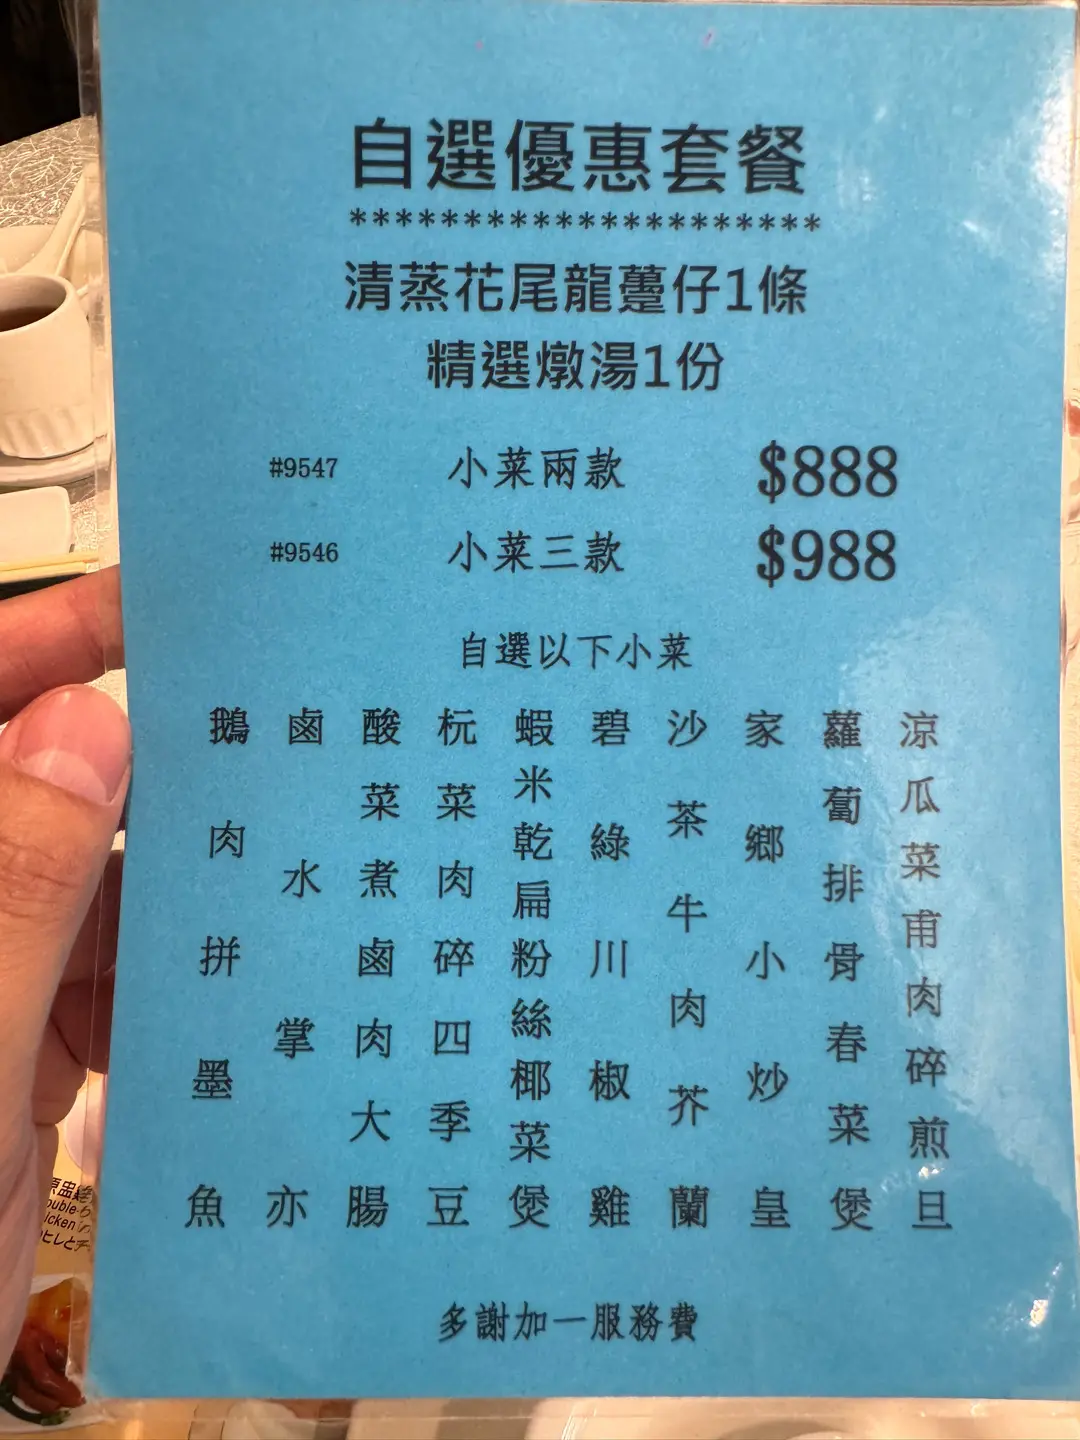 自選優惠套餐
********************
清蒸花尾龍躉仔1條
精選燉湯1份
#9547 小菜兩款 $888
#9546 小菜三款 $988
自選以下小菜
涼瓜菜甫肉碎煎旦
蘿蔔排骨春菜煲
家鄉小炒皇
沙茶牛肉芥蘭
碧綠川椒雞
蝦米乾扁粉絲椰菜煲
杬菜肉碎四季豆
酸菜煮鹵肉大腸
鹵水掌亦
鵝肉拼墨魚
多謝加一服務費